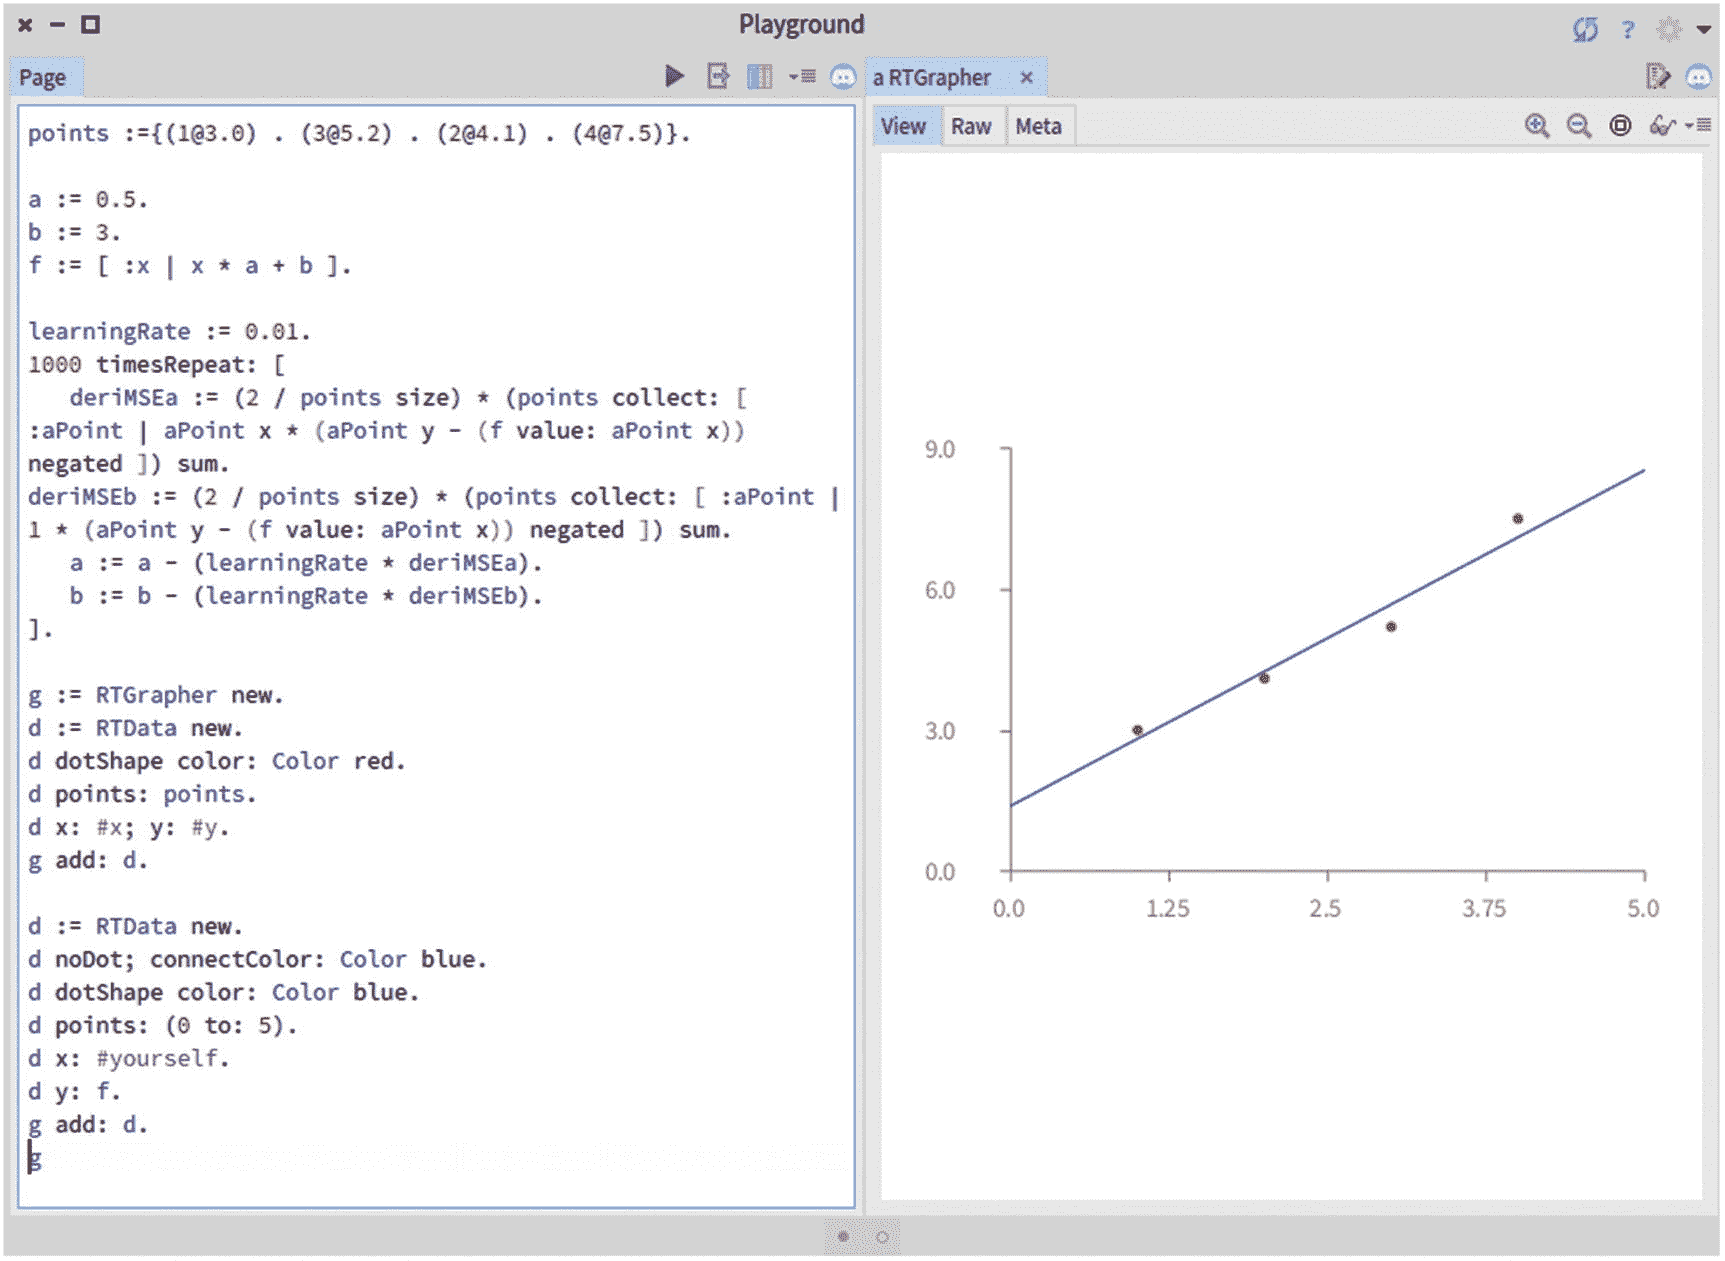 Playground
?
Page
a RTGrapher ×
View Raw Meta
points :={(1@3.0) . (3@5.2) . (2@4.1) . (4@7.5)}.
a := 0.5.
b := 3.
f := [ :x | x * a + b ].
learningRate := 0.01.
1000 timesRepeat: [
deriMSEa := (2 / points size) * (points collect: [
:aPoint | aPoint x * (aPoint y - (f value: aPoint x))
negated ]) sum.
deriMSEb := (2 / points size) * (points collect: [ :aPoint |
1 * (aPoint y - (f value: aPoint x)) negated ]) sum.
a := a - (learningRate * deriMSEa).
b := b - (learningRate * deriMSEb).
].
g := RTGrapher new.
d := RTData new.
d dotShape color: Color red.
d points: points.
d x: #x; y: #y.
g add: d.
d := RTData new.
d noDot; connectColor: Color blue.
d dotShape color: Color blue.
d points: (0 to: 5).
d x: #yourself.
d y: f.
g add: d.
g
9.0
6.0
3.0
0.0
0.0 1.25 2.5 3.75 5.0